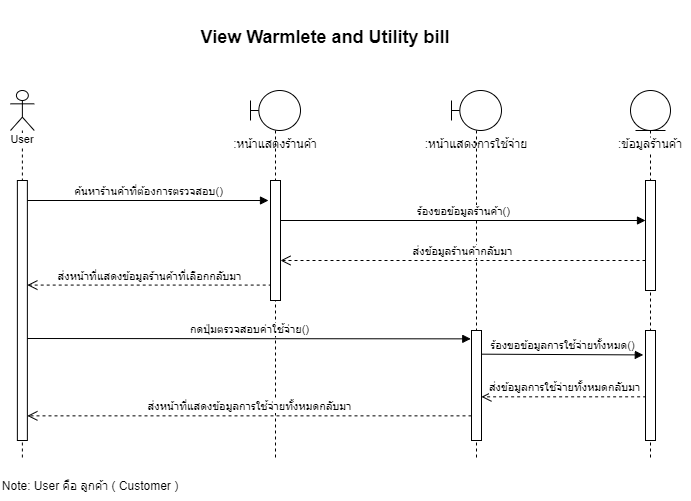 View Warmlete and Utility bill
User
:หน้าแสดงร้านค้า
:หน้าแสดงการใช้จ่าย
:ข้อมูลร้านค้า
ค้นหาร้านค้าที่ต้องการตรวจสอบ()
ร้องขอข้อมูลร้านค้า()
ส่งข้อมูลร้านค้ากลับมา
ส่งหน้าที่แสดงข้อมูลร้านค้าที่เลือกกลับมา
กดปุ่มตรวจสอบค่าใช้จ่าย()
ร้องขอข้อมูลการใช้จ่ายทั้งหมด()
ส่งข้อมูลการใช้จ่ายทั้งหมดกลับมา
ส่งหน้าที่แสดงข้อมูลการใช้จ่ายทั้งหมดกลับมา
Note: User คือ ลูกค้า ( Customer )